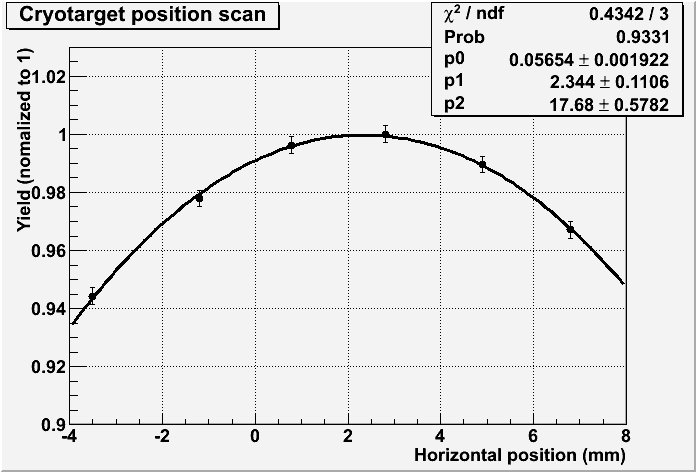 Cryotarget position scan
χ² / ndf 0.4342 / 3
Prob 0.9331
p0 0.05654 ± 0.001922
p1 2.344 ± 0.1106
p2 17.68 ± 0.5782
Yield (nomalized to 1)
1.02
1
0.98
0.96
0.94
0.92
0.9
-4 -2 0 2 4 6 8
Horizontal position (mm)